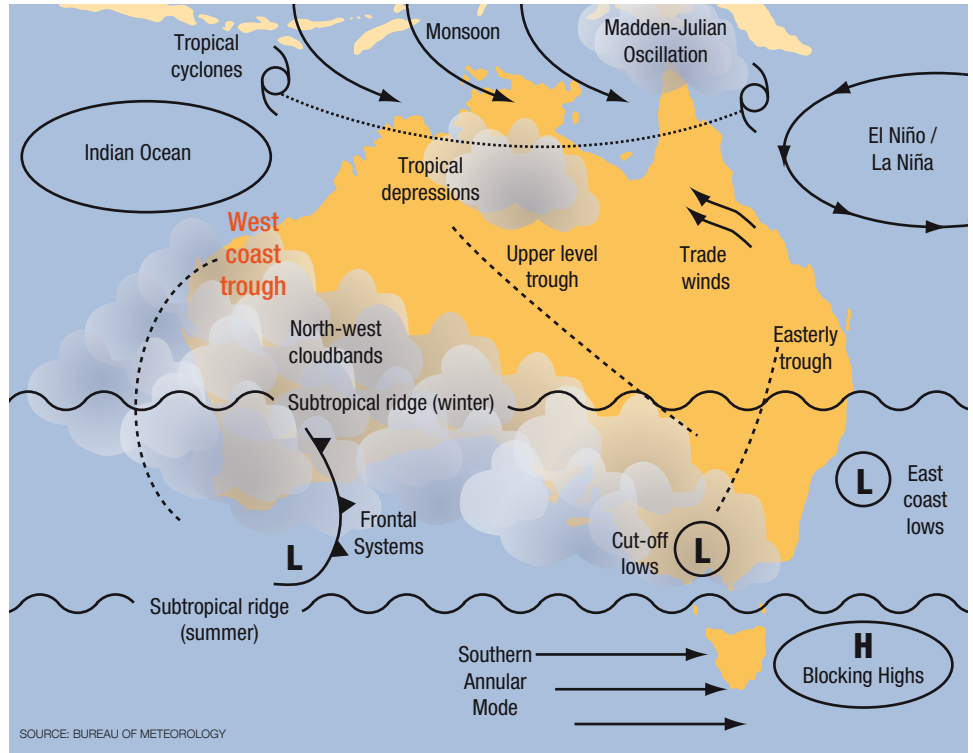 Tropical
cyclones
Monsoon
Madden-Julian
Oscillation
Indian Ocean
El Niño /
La Niña
Tropical
depressions
West
coast
trough
Upper level
trough
Trade
winds
North-west
cloudbands
Easterly
trough
Subtropical ridge (winter)
L
East
coast
lows
Frontal
Systems
L
Cut-off
lows
L
Subtropical ridge
(summer)
Southern
Annular
Mode
H
Blocking Highs
SOURCE: BUREAU OF METEOROLOGY